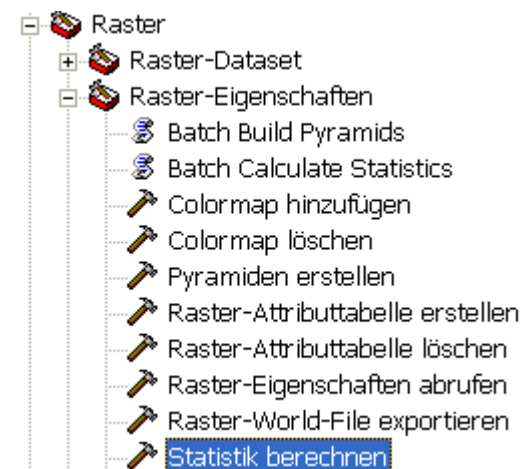 Raster
Raster-Dataset
Raster-Eigenschaften
Batch Build Pyramids
Batch Calculate Statistics
Colormap hinzufügen
Colormap löschen
Pyramiden erstellen
Raster-Attributtabelle erstellen
Raster-Attributtabelle löschen
Raster-Eigenschaften abrufen
Raster-World-File exportieren
Statistik berechnen